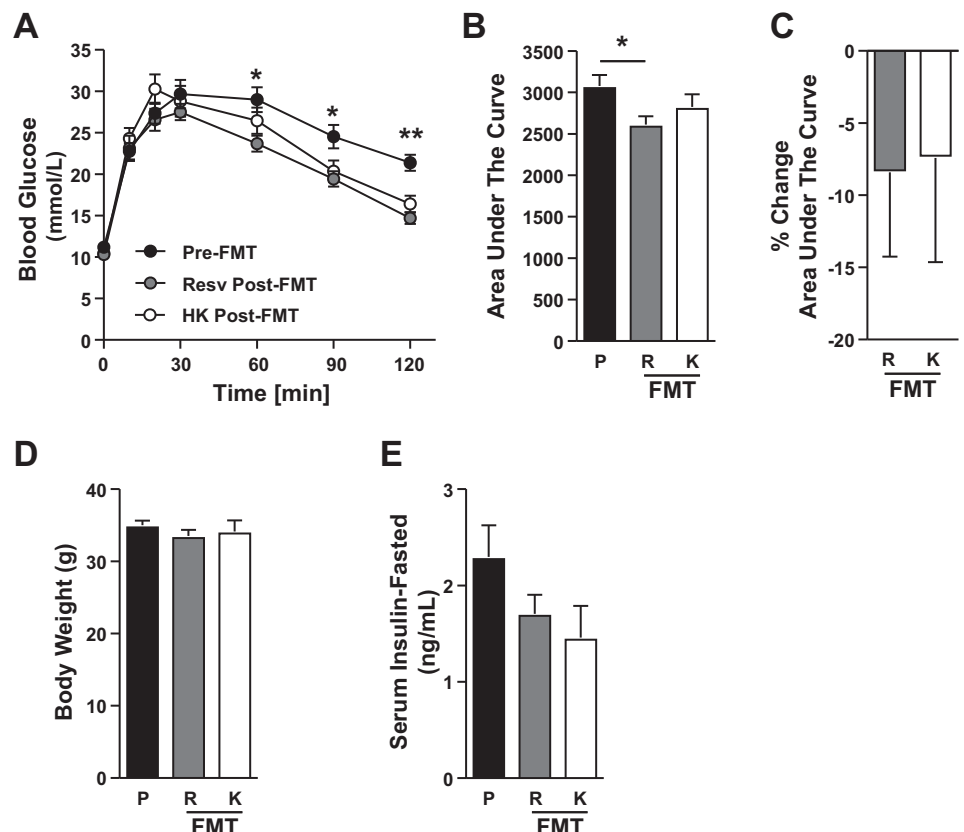 A
Blood Glucose
(mmol/L)
35
30
25
20
15
10
5
0
*
*
**
Pre-FMT
Resv Post-FMT
HK Post-FMT
0 30 60 90 120
Time [min]
B
Area Under The Curve
3500
3000
2500
2000
1500
1000
500
0
*
P R K
FMT
C
% Change
Area Under The Curve
0
-5
-10
-15
-20
R K
FMT
D
Body Weight (g)
40
30
20
10
0
P R K
FMT
E
Serum Insulin-Fasted
(ng/mL)
3
2
1
0
P R K
FMT